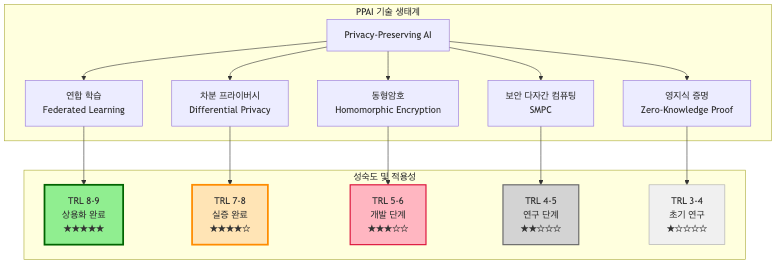 PPAI 기술 생태계
Privacy-Preserving AI
연합 학습
Federated Learning
차분 프라이버시
Differential Privacy
동형암호
Homomorphic Encryption
보안 다자간 컴퓨팅
SMPC
영지식 증명
Zero-Knowledge Proof
성숙도 및 적용성
TRL 8-9
상용화 완료
★★★★★
TRL 7-8
실증 완료
★★★★☆
TRL 5-6
개발 단계
★★★☆☆
TRL 4-5
연구 단계
★★☆☆☆
TRL 3-4
초기 연구
★☆☆☆☆